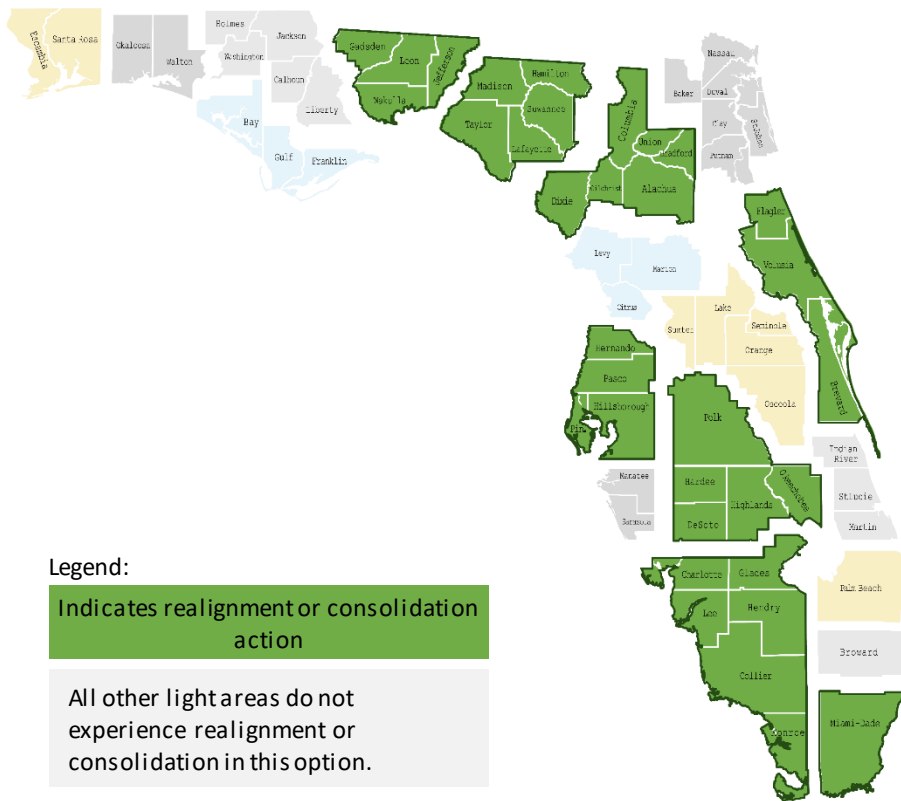 Escambia
Santa Rosa
Okaloosa
Walton
Holmes
Washington
Jackson
Calhoun
Liberty
Bay
Gulf
Franklin
Gadsden
Leon
Jefferson
Wakulla
Madison
Hamilton
Suwannee
Taylor
Lafayette
Columbia
Union
Bradford
Dixie
Gilchrist
Alachua
Nassau
Baker
Duval
Clay
St Johns
Putnam
Flagler
Volusia
Brevard
Levy
Marion
Citrus
Lake
Sumter
Seminole
Orange
Osceola
Hernando
Pasco
Hillsborough
Pin.
Polk
Hardee
Highlands
Okeechobee
DeSoto
Manatee
Sarasota
Indian
River
St Lucie
Martin
Charlotte
Glades
Lee
Hendry
Collier
Monroe
Palm Beach
Broward
Miami-Dade
Legend:
Indicates realignment or consolidation
action
All other light areas do not
experience realignment or
consolidation in this option.